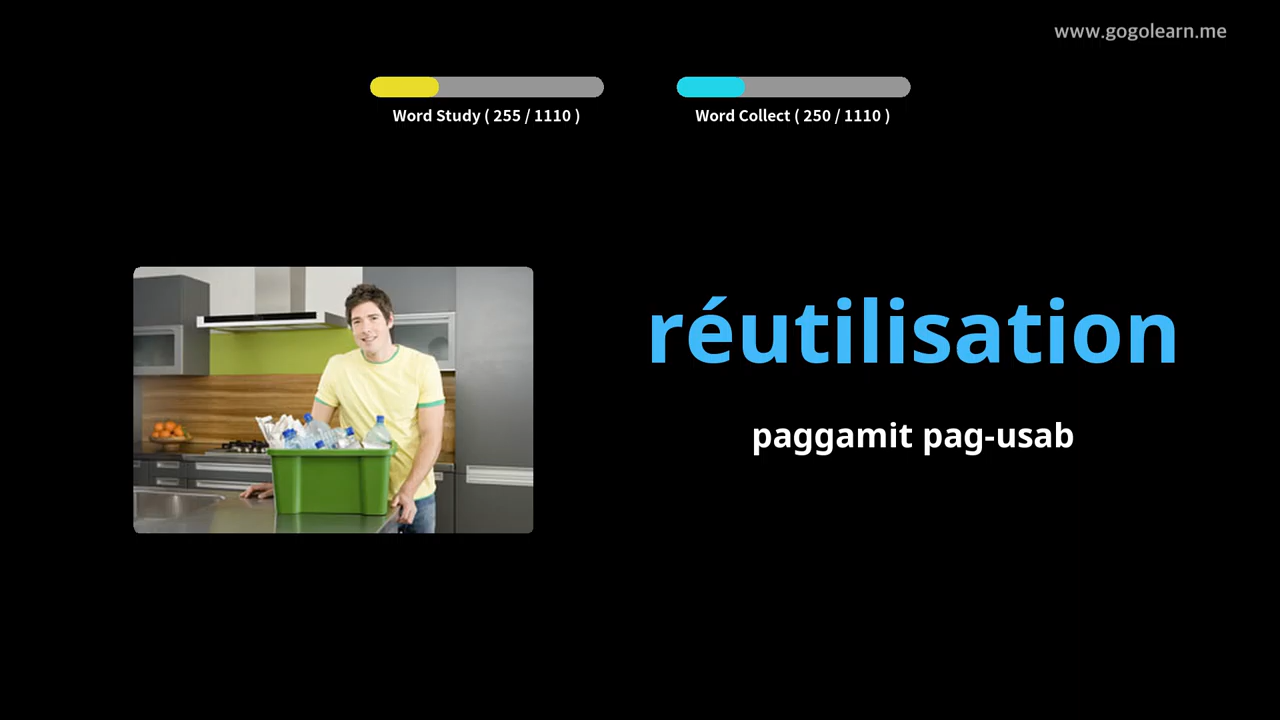 www.gogolearn.me
Word Study ( 255 / 1110 )
Word Collect ( 250 / 1110 )
réutilisation
paggamit pag-usab